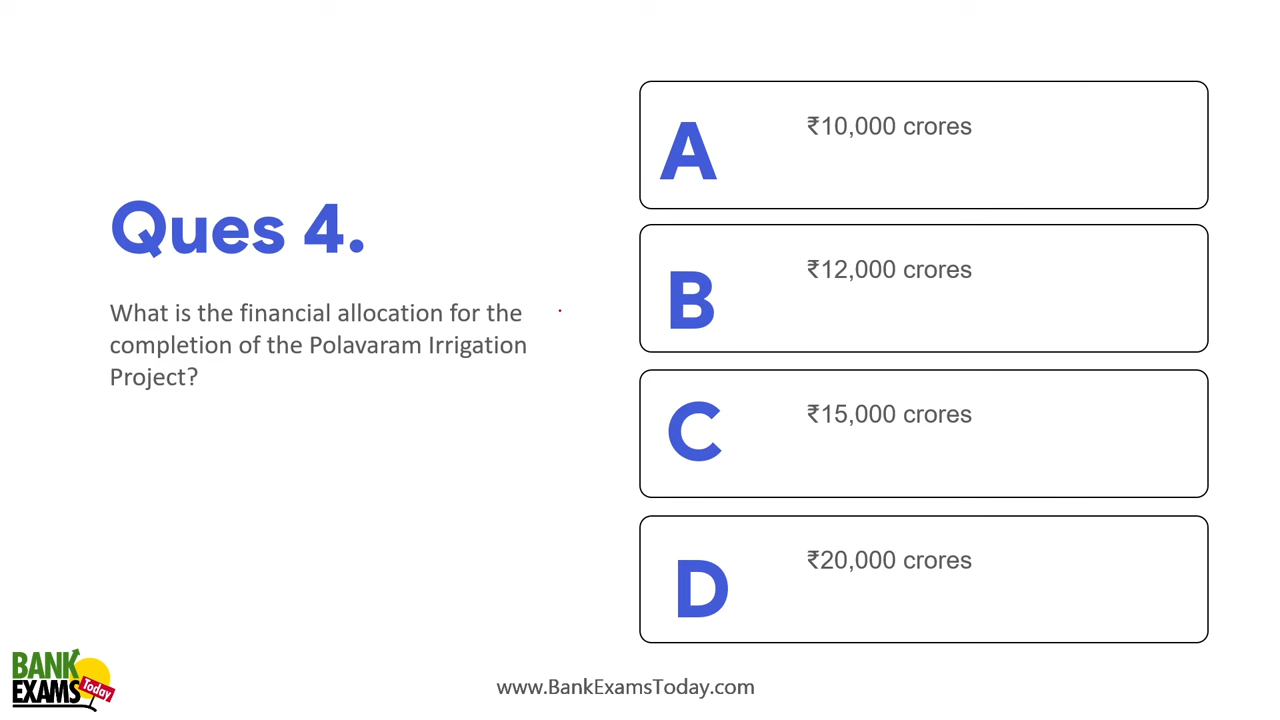 Ques 4.
What is the financial allocation for the
completion of the Polavaram Irrigation
Project?
A
₹10,000 crores
B
₹12,000 crores
C
₹15,000 crores
D
₹20,000 crores
BANK
EXAMS
Today
www.BankExamsToday.com